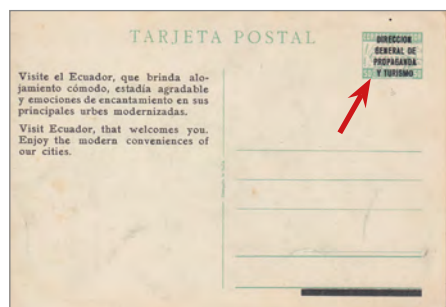 TARJETA POSTAL
DIRECCION
GENERAL DE
PROPAGANDA
Y TURISMO
Visite el Ecuador, que brinda alo-
jamiento cómodo, estadía agradable
y emociones de encantamiento en sus
principales urbes modernizadas.
Visit Ecuador, that welcomes you.
Enjoy the modern conveniences of
our cities.